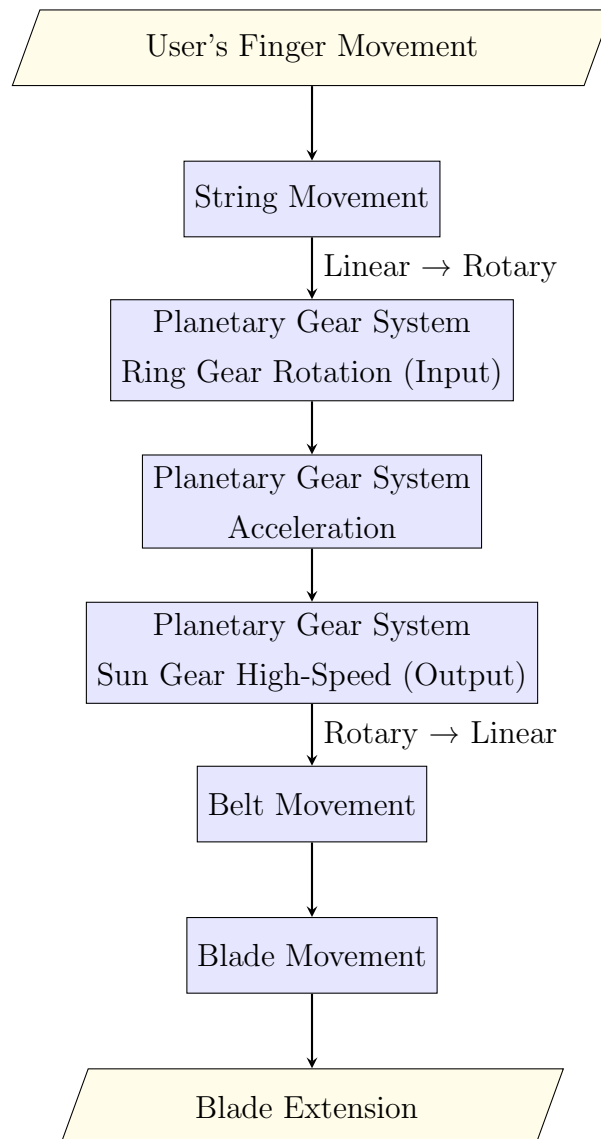 User's Finger Movement
String Movement
Linear → Rotary
Planetary Gear System
Ring Gear Rotation (Input)
Planetary Gear System
Acceleration
Planetary Gear System
Sun Gear High-Speed (Output)
Rotary → Linear
Belt Movement
Blade Movement
Blade Extension